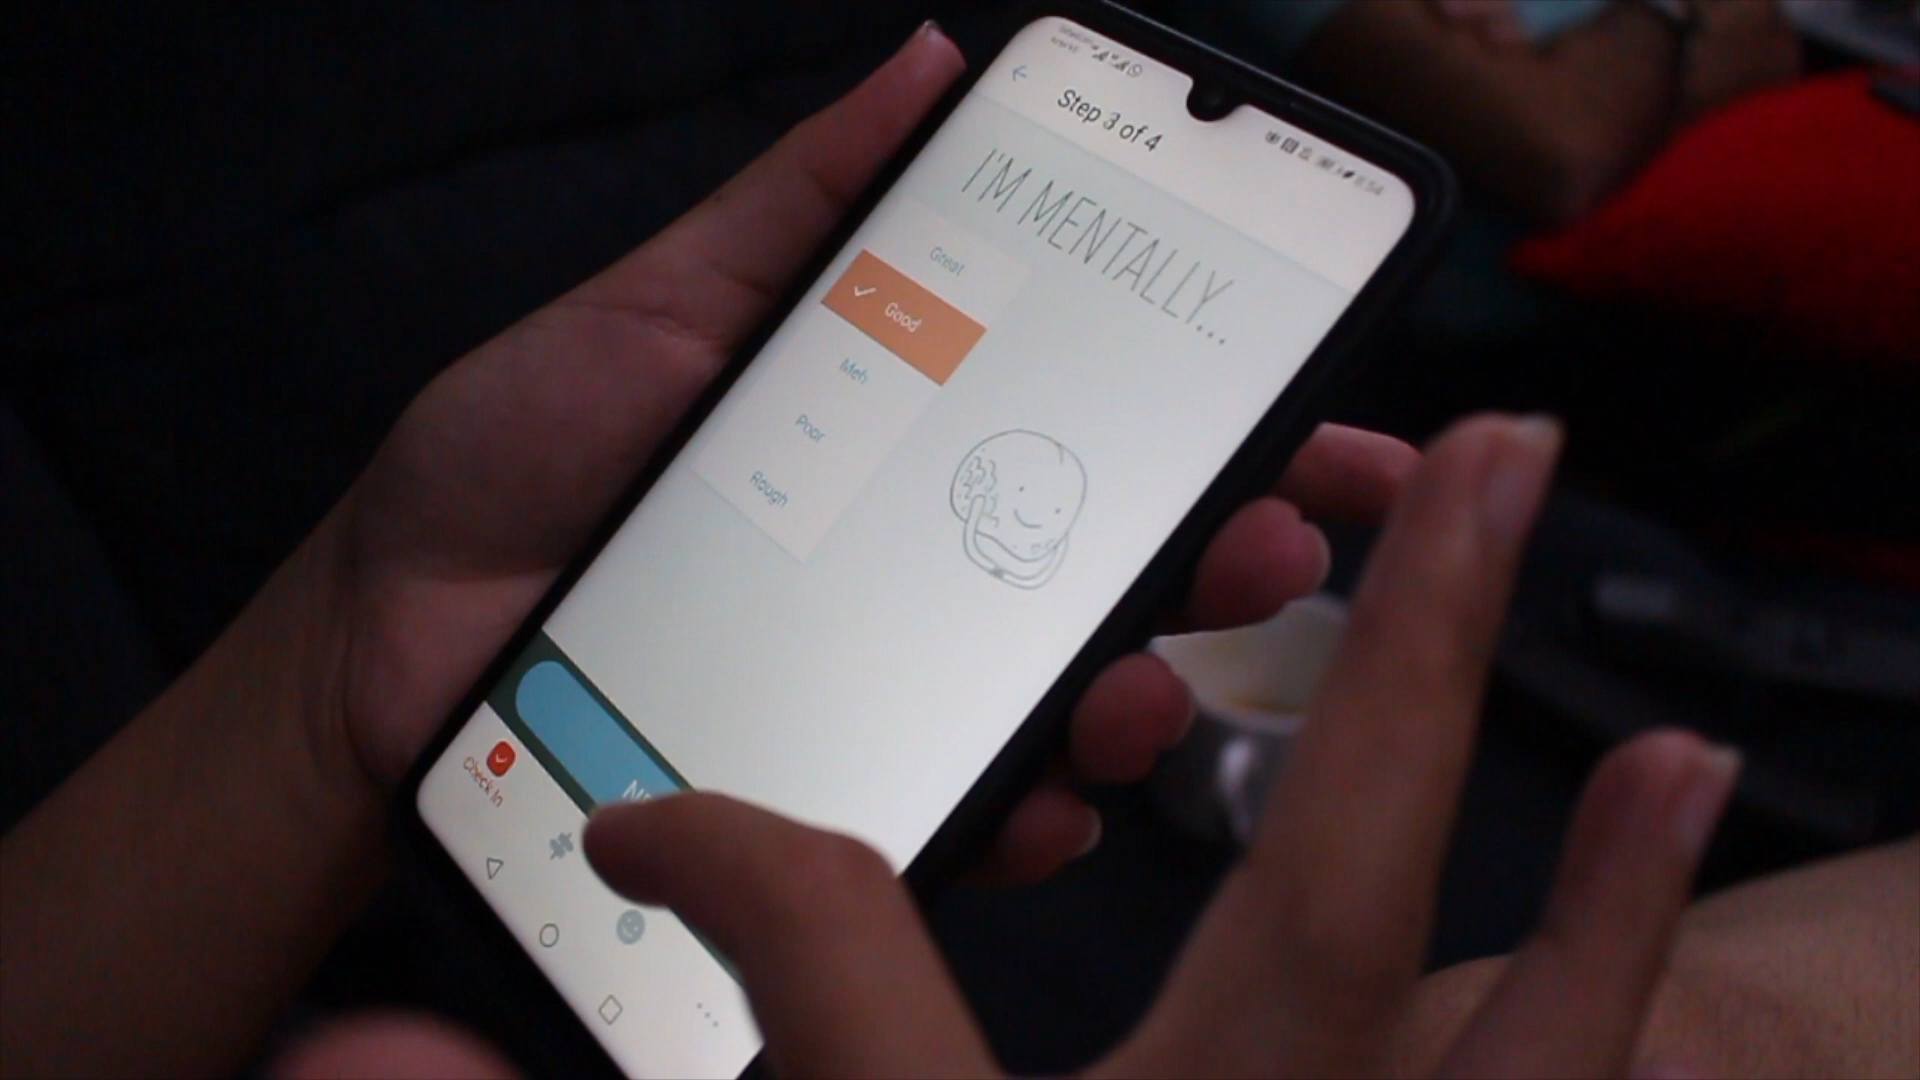 Step 3 of 4
I'M MENTALLY...
Great
Good
Meh
Poor
Rough
Check In